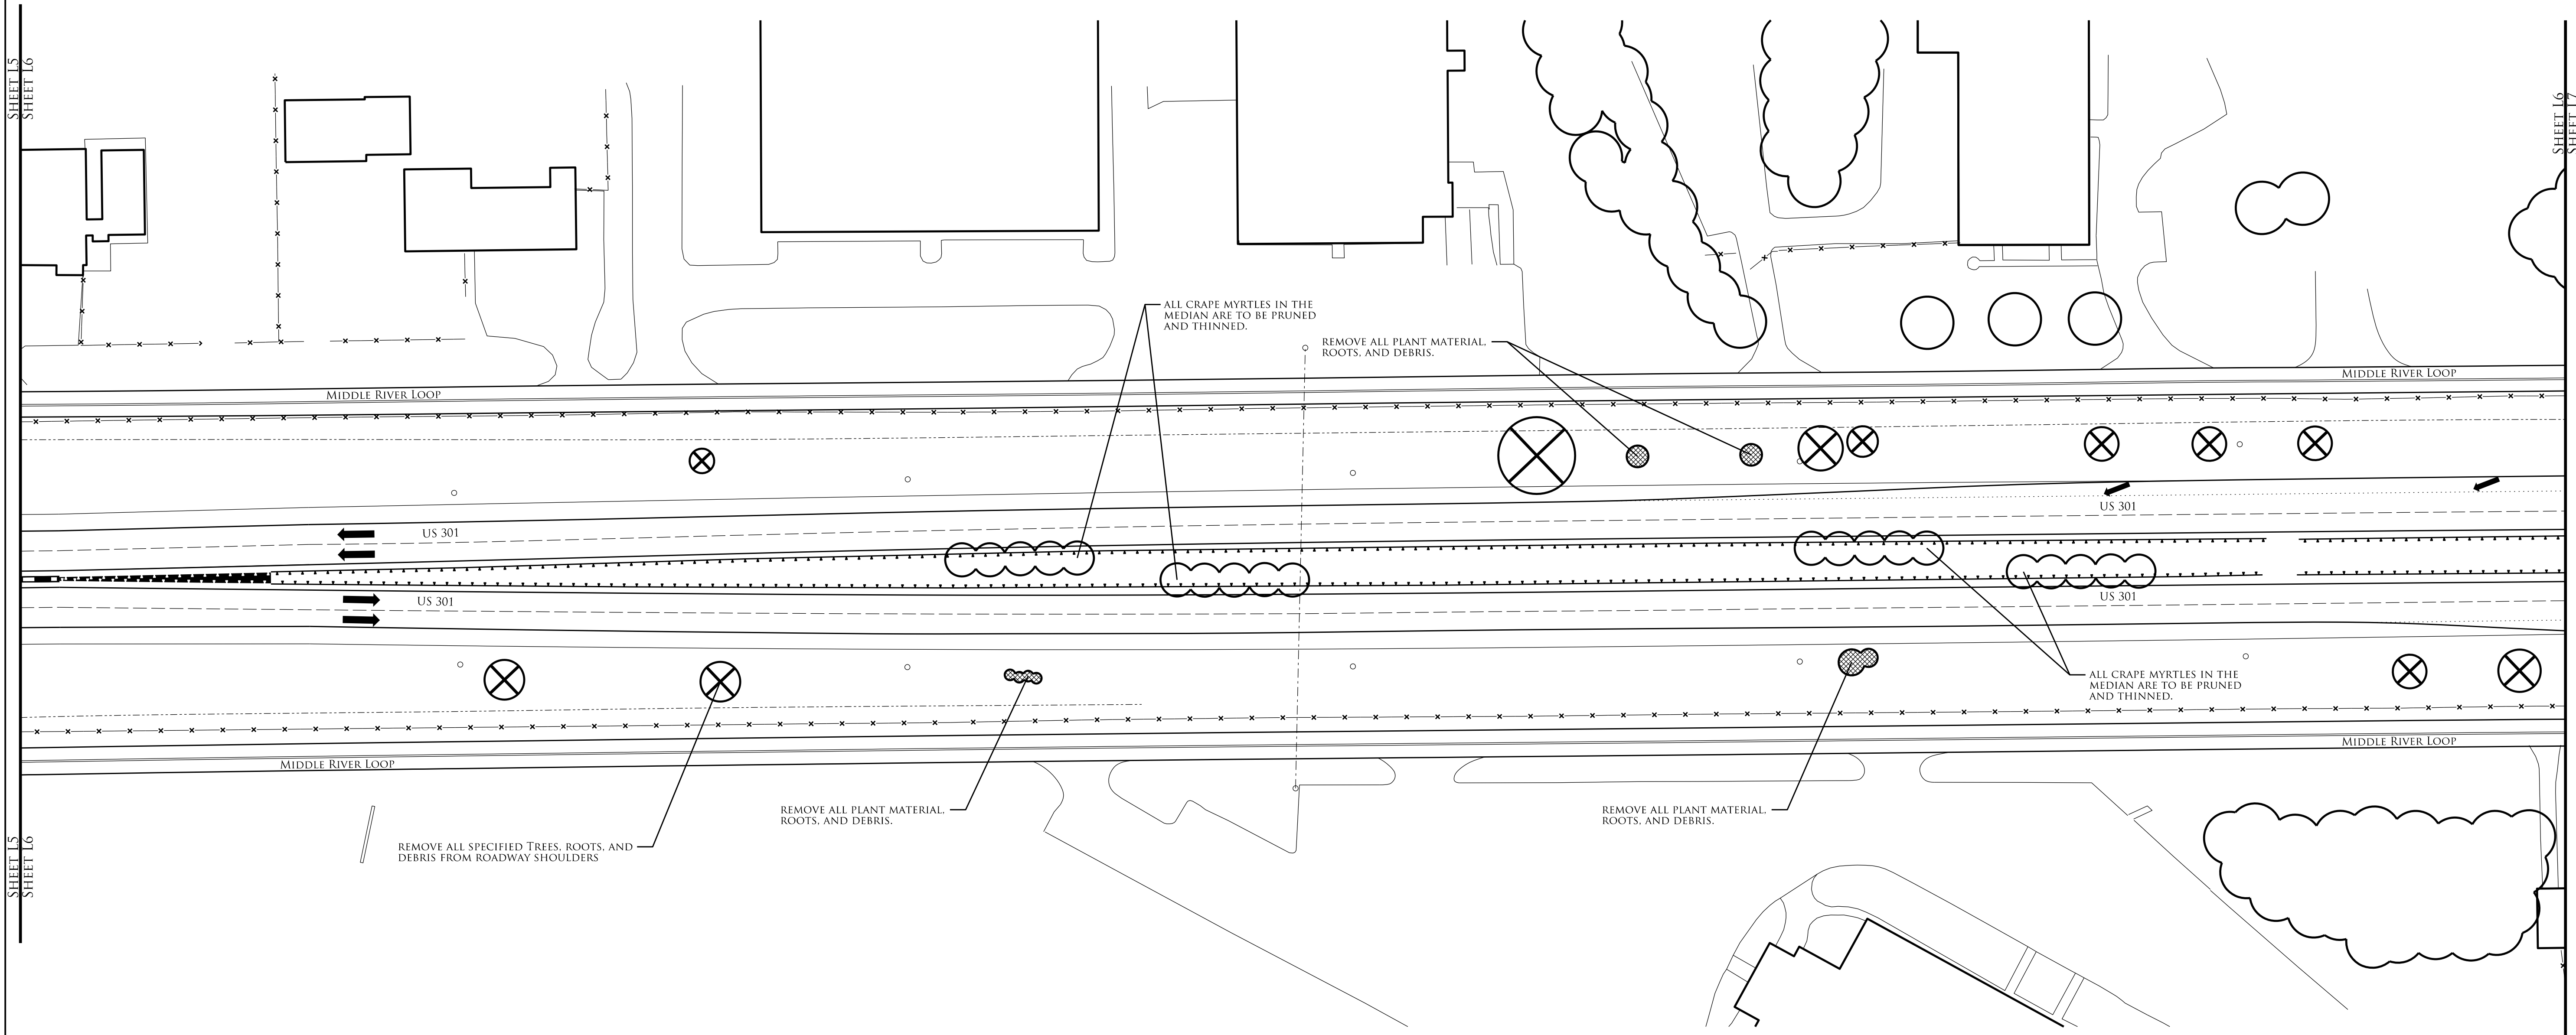 SHEET L5
SHEET L6
SHEET L6
SHEET L7
ALL CRAPE MYRTLES IN THE
MEDIAN ARE TO BE PRUNED
AND THINNED.
REMOVE ALL PLANT MATERIAL,
ROOTS, AND DEBRIS.
MIDDLE RIVER LOOP
MIDDLE RIVER LOOP
US 301
US 301
US 301
US 301
ALL CRAPE MYRTLES IN THE
MEDIAN ARE TO BE PRUNED
AND THINNED.
MIDDLE RIVER LOOP
MIDDLE RIVER LOOP
REMOVE ALL PLANT MATERIAL,
ROOTS, AND DEBRIS.
REMOVE ALL PLANT MATERIAL,
ROOTS, AND DEBRIS.
REMOVE ALL SPECIFIED TREES, ROOTS, AND
DEBRIS FROM ROADWAY SHOULDERS
SHEET L5
SHEET L6